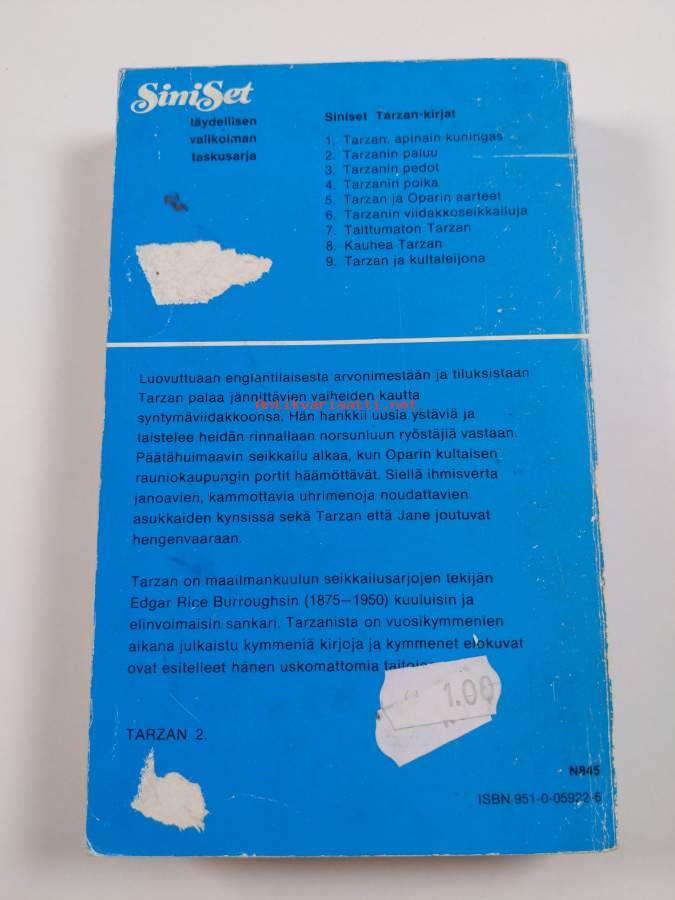 SiniSet
täydellisen
valikoiman
taskusarja
Siniset Tarzan-kirjat
1. Tarzan, apinain kuningas
2. Tarzanin paluu
3. Tarzanin pedot
4. Tarzanin poika
5. Tarzan ja Oparin aarteet
6. Tarzanin viidakkoseikkailuja
7. Talttumaton Tarzan
8. Kauhea Tarzan
9. Tarzan ja kultaleijona
Luovuttuaan englantilaisesta arvonimestään ja tiluksistaan
Tarzan palaa jännittävien vaiheiden kautta
Antikvariaatti.net
syntymäviidakkoonsa. Hän hankkii uusia ystäviä ja
taistelee heidän rinnallaan norsunluun ryöstäjiä vastaan.
Päätähuimaavin seikkailu alkaa, kun Oparin kultaisen
rauniokaupungin portit häämöttävät. Siellä ihmisverta
janoavien, kammottavia uhrimenoja noudattavien
asukkaiden kynsissä sekä Tarzan että Jane joutuvat
hengenvaaraan.
Tarzan on maailmankuulun seikkailusarjojen tekijän
Edgar Rice Burroughsin (1875—1950) kuuluisin ja
elinvoimaisin sankari. Tarzanista on vuosikymmenien
aikana julkaistu kymmeniä kirjoja ja kymmenet elokuvat
ovat esitelleet hänen uskomattomia
1.00
TARZAN 2.
N845
ISBN 951-0-05922-6